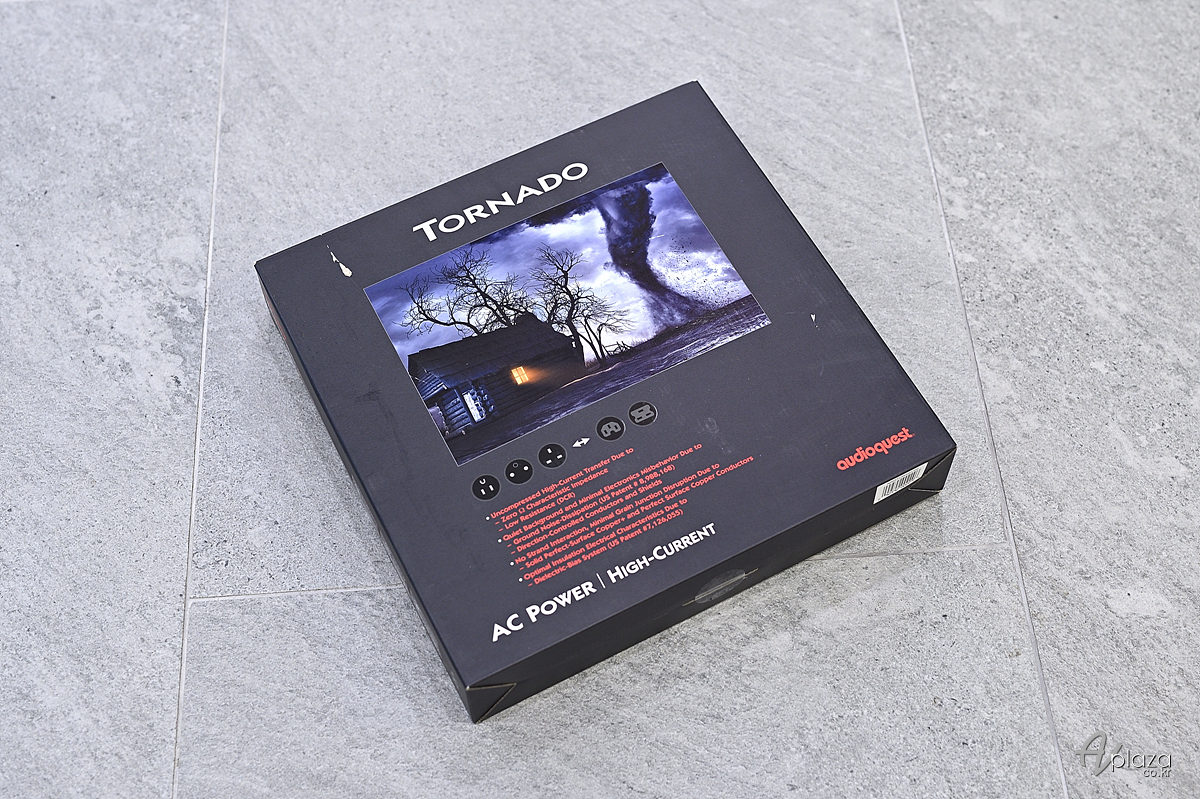 TORNADO
• Uncompressed High-Current Transfer Due to
– Zero Ω Characteristic Impedance
– Low Resistance (DCR)
• Quiet Background and Minimal Electronics Misbehavior Due to
– Ground Noise-Dissipation (US Patent # 8,988,168)
– Direction-Controlled Conductors and Shields
• No Strand Interaction, Minimal Grain Junction Disruption Due to
– Solid Perfect-Surface Copper+ and Perfect Surface Copper Conductors
• Optimal Insulation Electrical Characteristics Due to
– Dielectric-Bias System (US Patent #7,126,055)
AC POWER | HIGH-CURRENT
audioquest.
AVplaza
co.kr